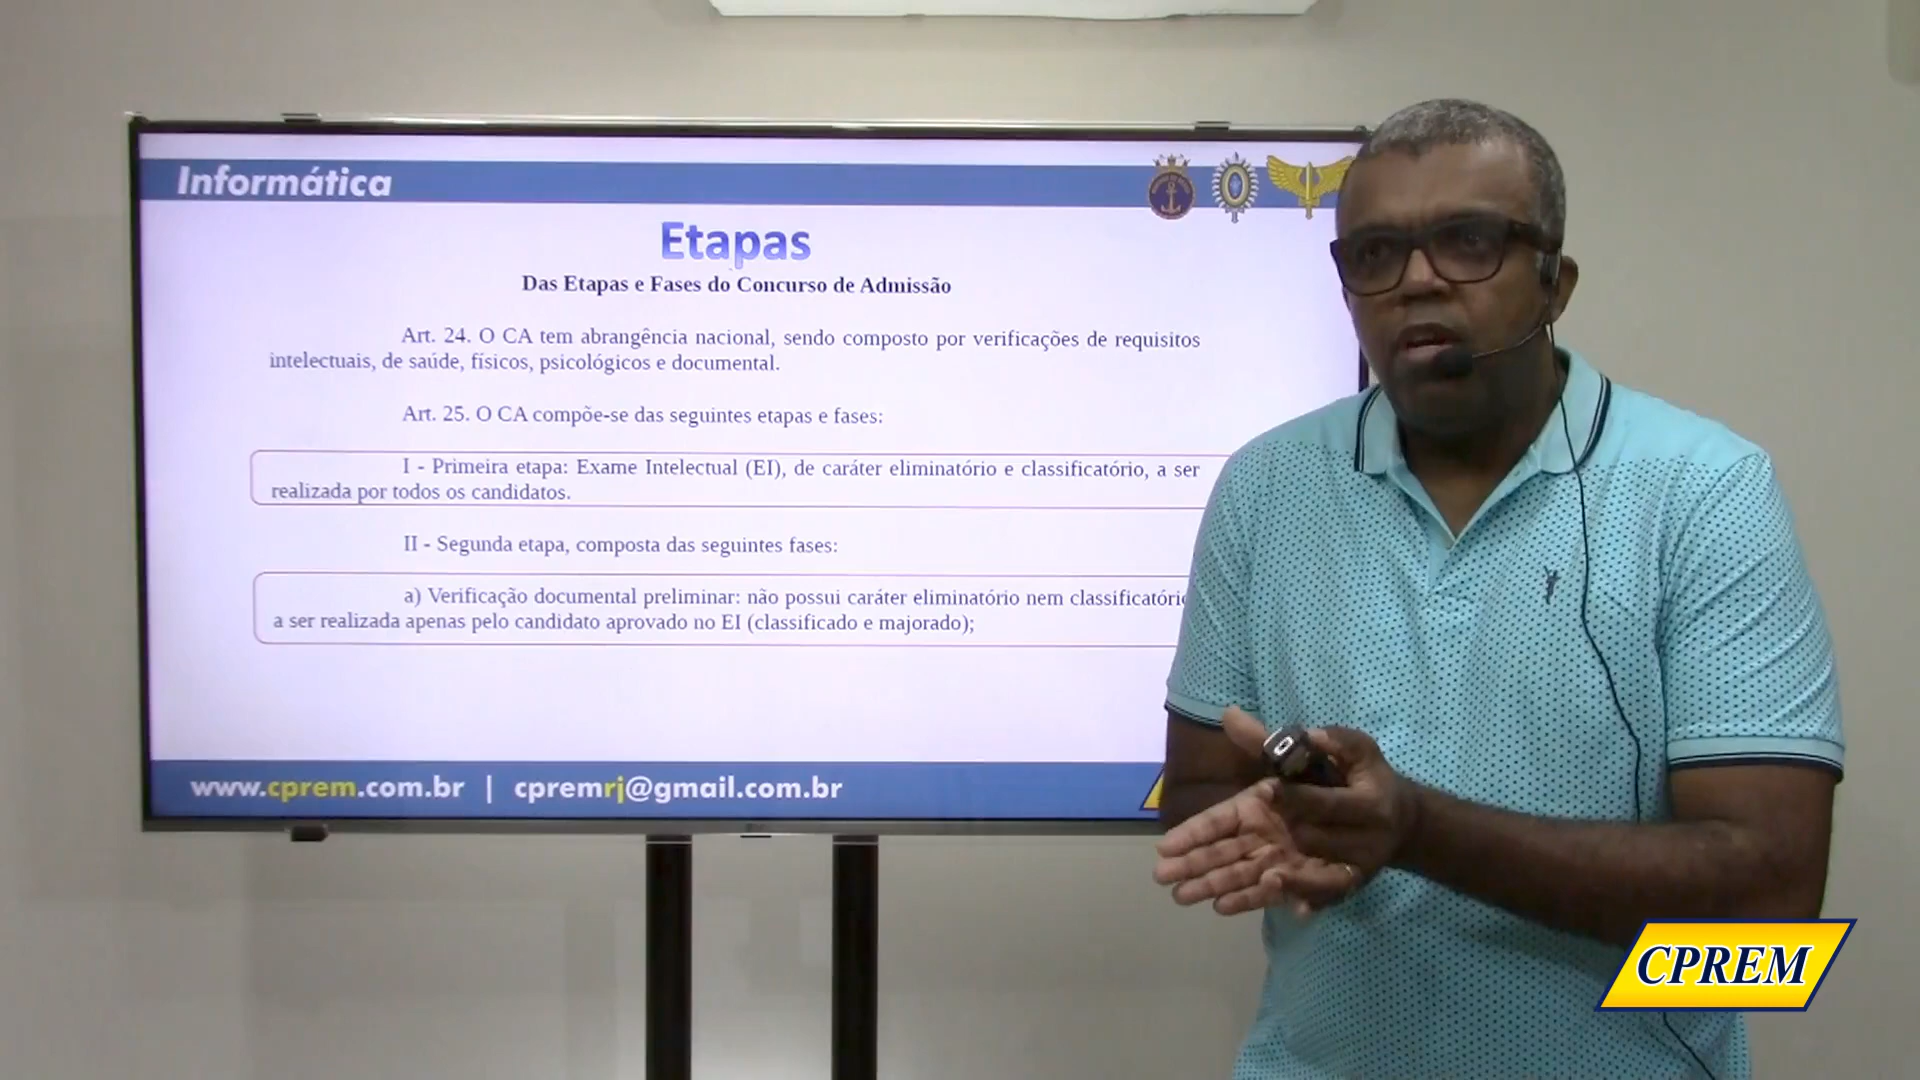 Informática
Etapas
Das Etapas e Fases do Concurso de Admissão
Art. 24. O CA tem abrangência nacional, sendo composto por verificações de requisitos
intelectuais, de saúde, físicos, psicológicos e documental.
Art. 25. O CA compõe-se das seguintes etapas e fases:
I - Primeira etapa: Exame Intelectual (EI), de caráter eliminatório e classificatório, a ser
realizada por todos os candidatos.
II - Segunda etapa, composta das seguintes fases:
a) Verificação documental preliminar: não possui caráter eliminatório nem classificatório
a ser realizada apenas pelo candidato aprovado no EI (classificado e majorado);
www.cprem.com.br | cpremrj@gmail.com.br
CPREM